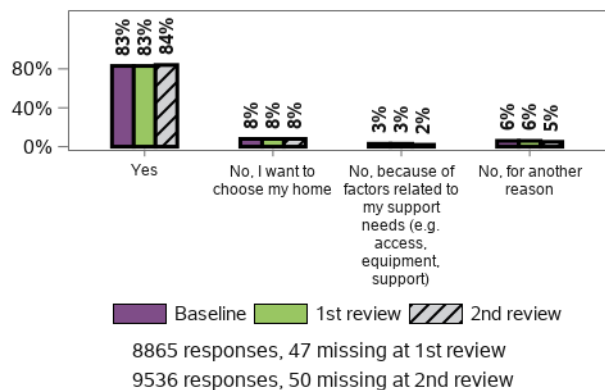 83%
83%
84%
8%
8%
8%
3%
3%
2%
6%
6%
5%
80%
40%
0%
Yes
No, I want to
choose my home
No, because of
factors related to
my support
needs (e.g.
access,
equipment,
support)
No, for another
reason
Baseline
1st review
2nd review
8865 responses, 47 missing at 1st review
9536 responses, 50 missing at 2nd review